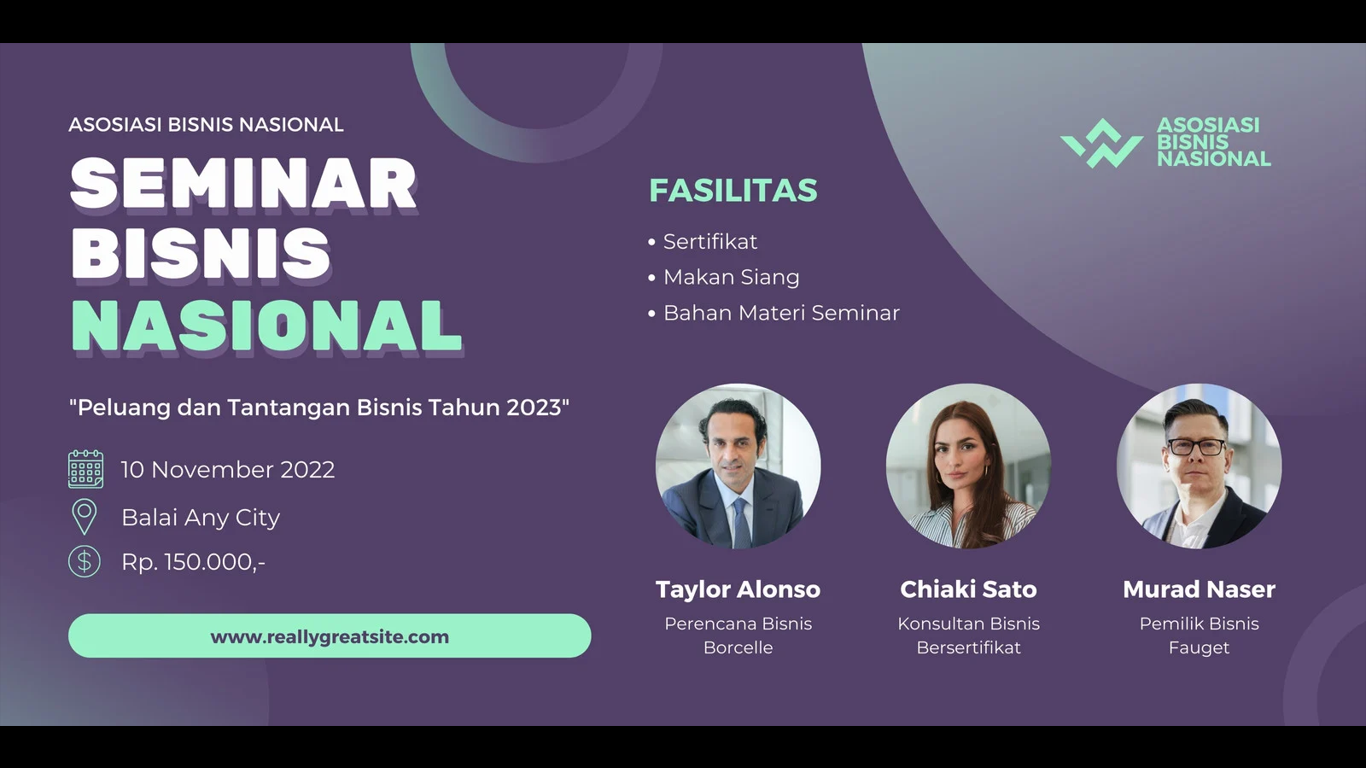 ASOSIASI BISNIS NASIONAL
SEMINAR
BISNIS
NASIONAL
"Peluang dan Tantangan Bisnis Tahun 2023"
10 November 2022
Balai Any City
Rp. 150.000,-
www.reallygreatsite.com
ASOSIASI
BISNIS
NASIONAL
FASILITAS
• Sertifikat
• Makan Siang
• Bahan Materi Seminar
Taylor Alonso
Perencana Bisnis
Borcelle
Chiaki Sato
Konsultan Bisnis
Bersertifikat
Murad Naser
Pemilik Bisnis
Fauget